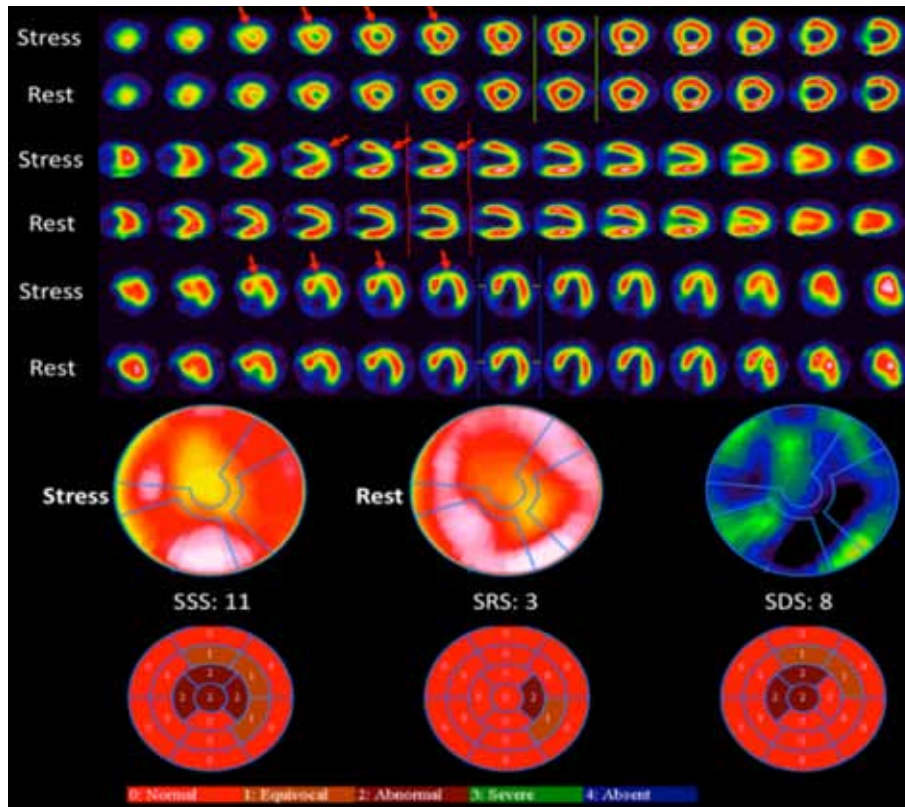 Stress
Rest
Stress
Rest
Stress
Rest
Stress
Rest
SSS: 11
SRS: 3
SDS: 8
0: Normal
1: Equivocal
2: Abnormal
3: Severe
4: Absent